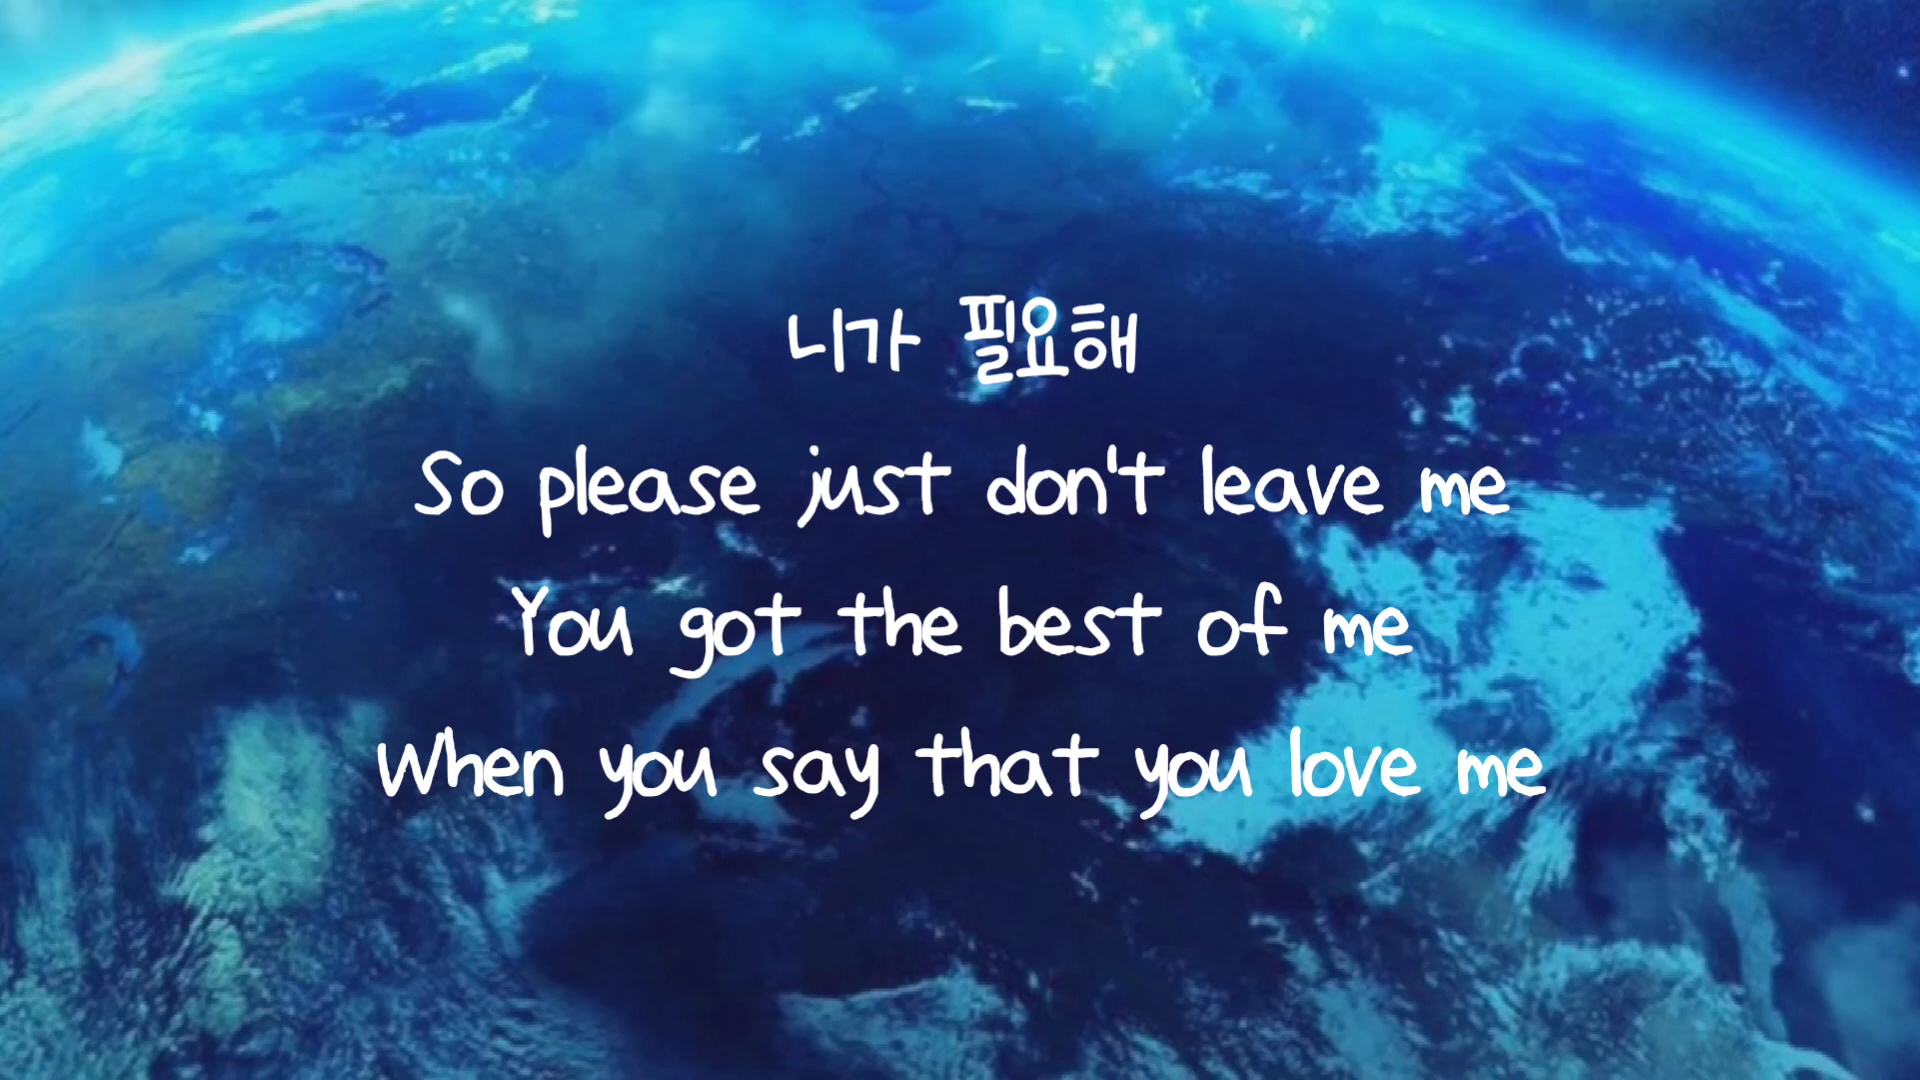 니가 필요해
So please just don't leave me
You got the best of me
When you say that you love me